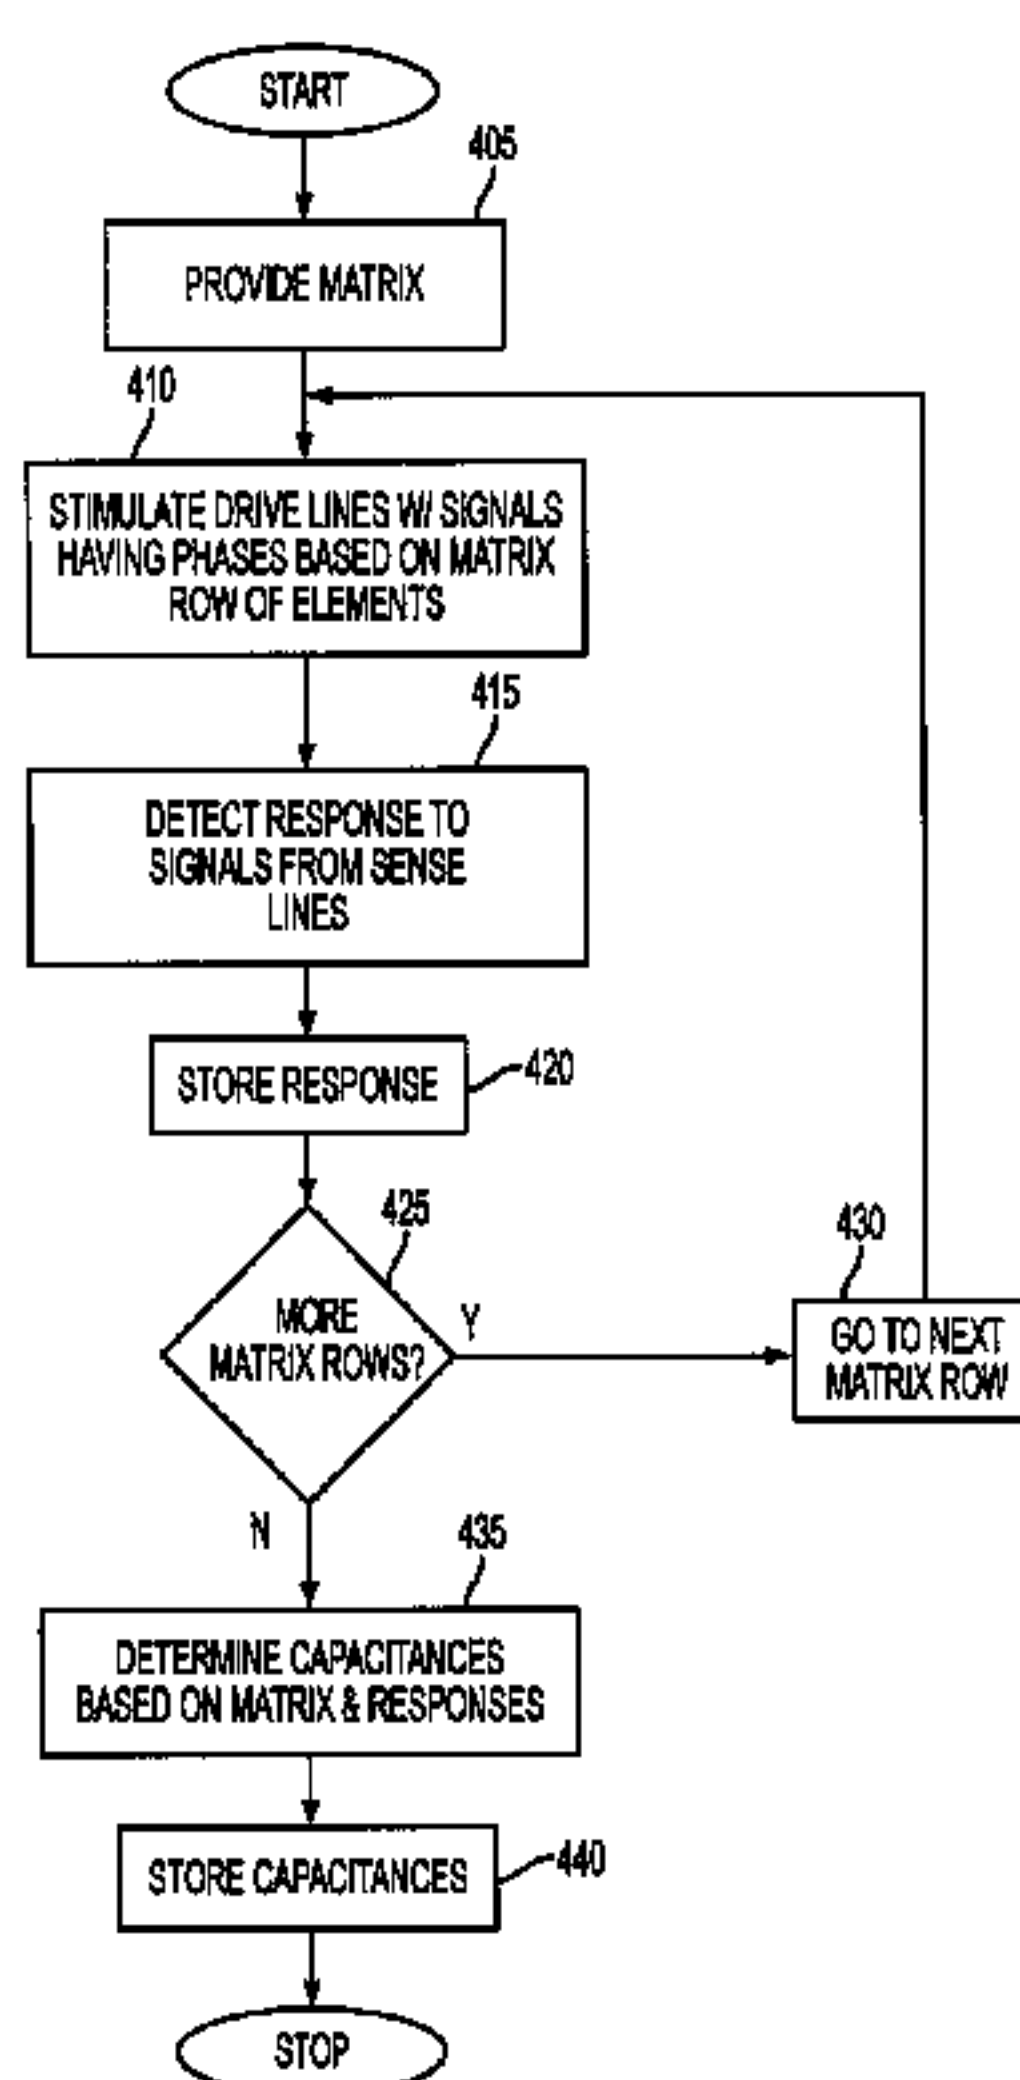 START
405
PROVIDE MATRIX
410
STIMULATE DRIVE LINES W/ SIGNALS
HAVING PHASES BASED ON MATRIX
ROW OF ELEMENTS
415
DETECT RESPONSE TO
SIGNALS FROM SENSE
LINES
STORE RESPONSE
420
425
MORE
MATRIX ROWS?
Y
430
GO TO NEXT
MATRIX ROW
N
435
DETERMINE CAPACITANCES
BASED ON MATRIX & RESPONSES
STORE CAPACITANCES
440
STOP